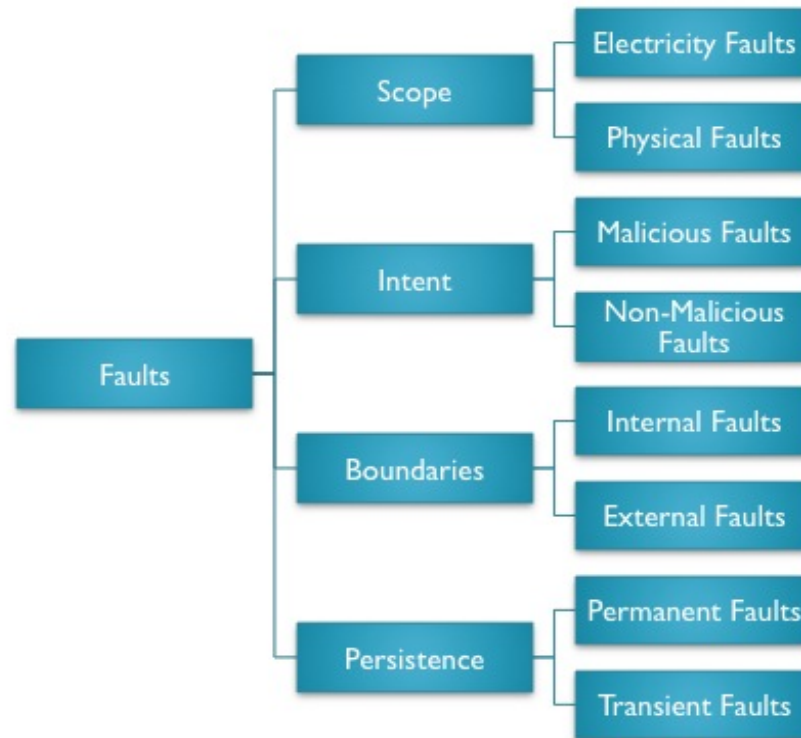 Faults
Scope
Electricity Faults
Physical Faults
Intent
Malicious Faults
Non-Malicious
Faults
Boundaries
Internal Faults
External Faults
Persistence
Permanent Faults
Transient Faults